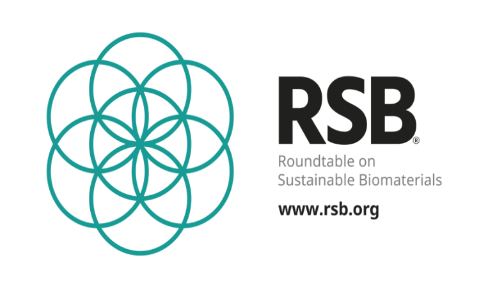 RSB®
Roundtable on
Sustainable Biomaterials
www.rsb.org